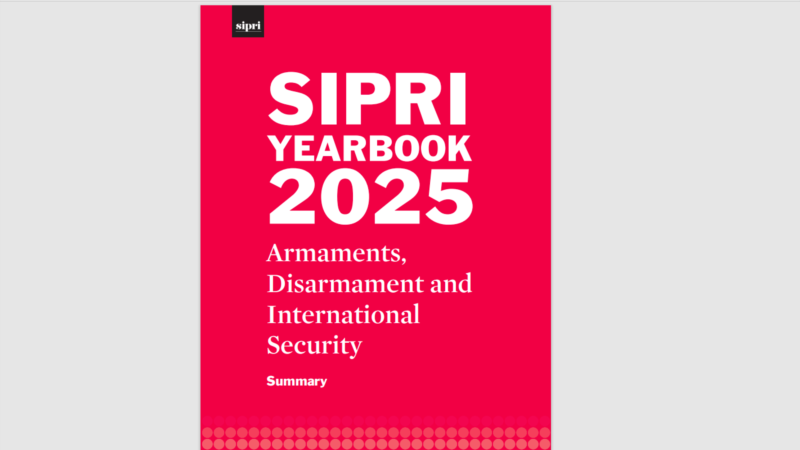 sipri
SIPRI
YEARBOOK
2025
Armaments,
Disarmament and
International
Security
Summary